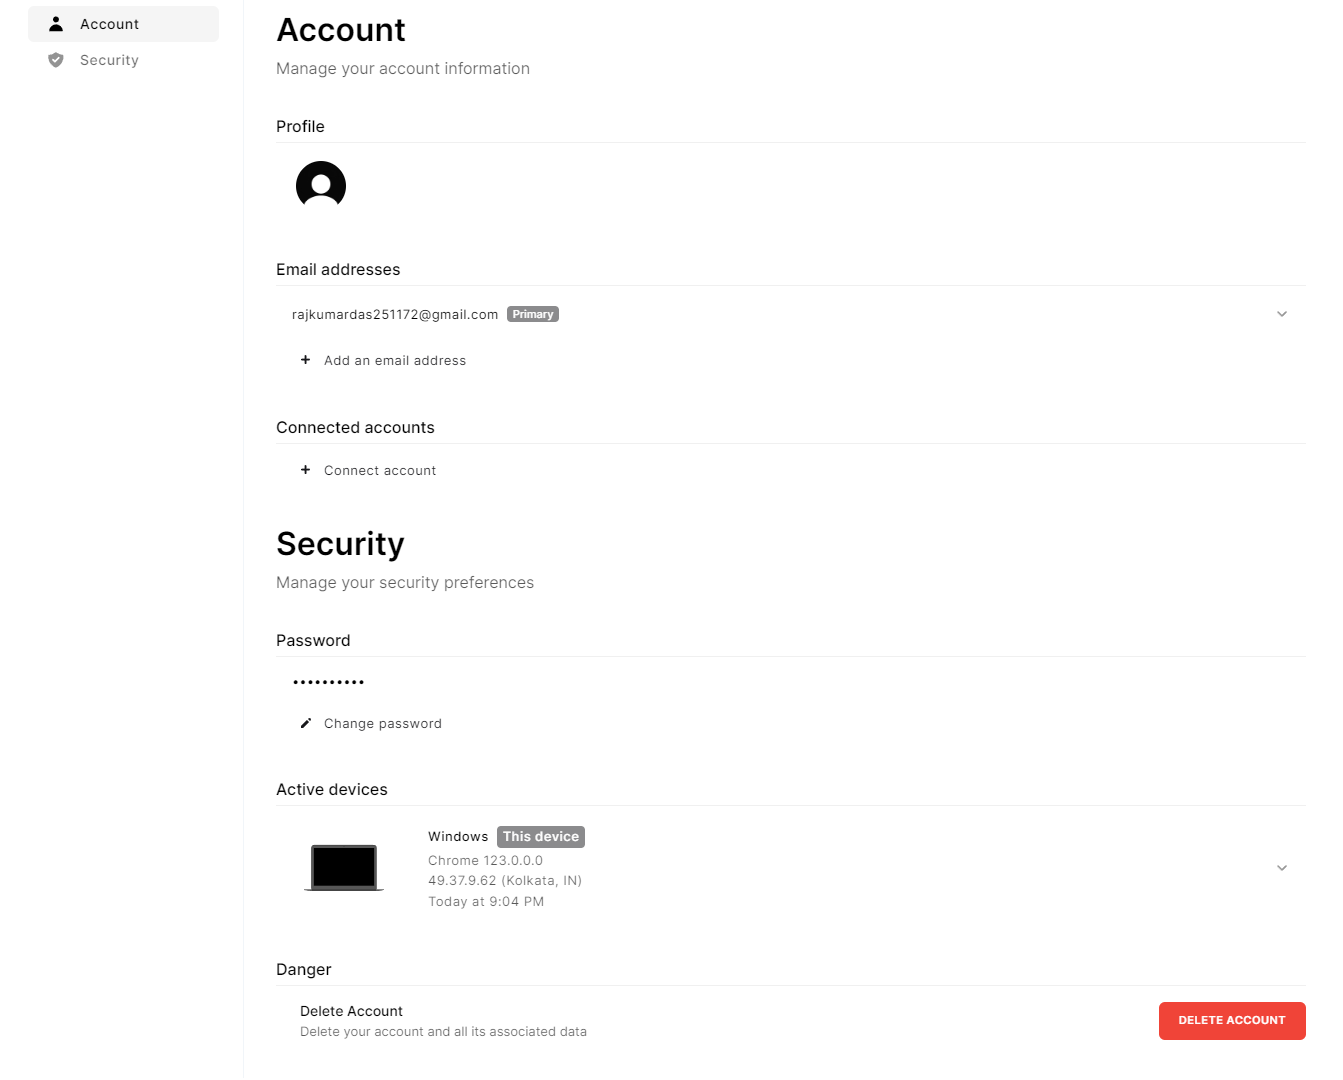 Account
Security
Account
Manage your account information
Profile
Email addresses
rajkumardas251172@gmail.com Primary
+ Add an email address
Connected accounts
+ Connect account
Security
Manage your security preferences
Password
••••••••••
Change password
Active devices
Windows This device
Chrome 123.0.0.0
49.37.9.62 (Kolkata, IN)
Today at 9:04 PM
Danger
Delete Account
Delete your account and all its associated data
DELETE ACCOUNT